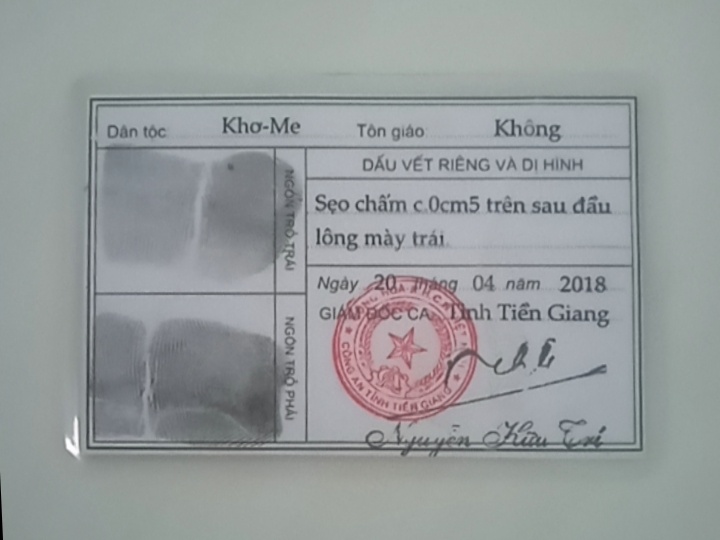 Dân tộc Khơ-Me Tôn giáo Không
NGÓN TRỎ TRÁI
DẤU VẾT RIÊNG VÀ DỊ HÌNH
Sẹo chấm c.0cm5 trên sau đầu
lông mày trái
Ngày 20 tháng 04 năm 2018
GIÁM ĐỐC CA. Tỉnh Tiền Giang
NGÓN TRỎ PHẢI
CÔNG AN TỈNH TIỀN GIANG
Nguyễn Hữu Trí